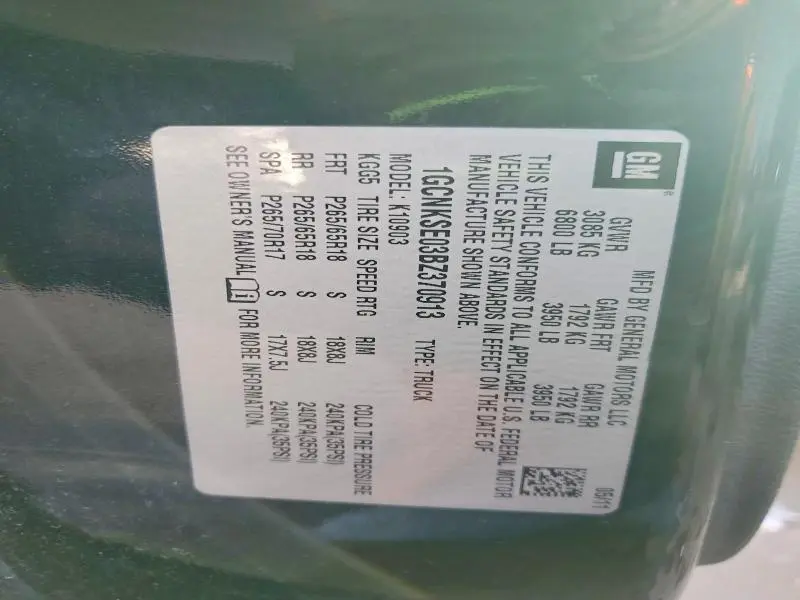 GM®
MFD BY GENERAL MOTORS LLC 05/11
GVWR GAWR FRT GAWR RR
3085 KG 1792 KG 1792 KG
6800 LB 3950 LB 3950 LB
THIS VEHICLE CONFORMS TO ALL APPLICABLE U.S. FEDERAL MOTOR
VEHICLE SAFETY STANDARDS IN EFFECT ON THE DATE OF
MANUFACTURE SHOWN ABOVE.
1GCNKSE03BZ370913 TYPE: TRUCK
MODEL: K10903
KGG5 TIRE SIZE SPEED RTG RIM COLD TIRE PRESSURE
FRT P265/65R18 S 18X8J 240KPA(35PSI)
RR P265/65R18 S 18X8J 240KPA(35PSI)
SPA P265/70R17 S 17X7.5J 240KPA(35PSI)
SEE OWNER'S MANUAL FOR MORE INFORMATION.